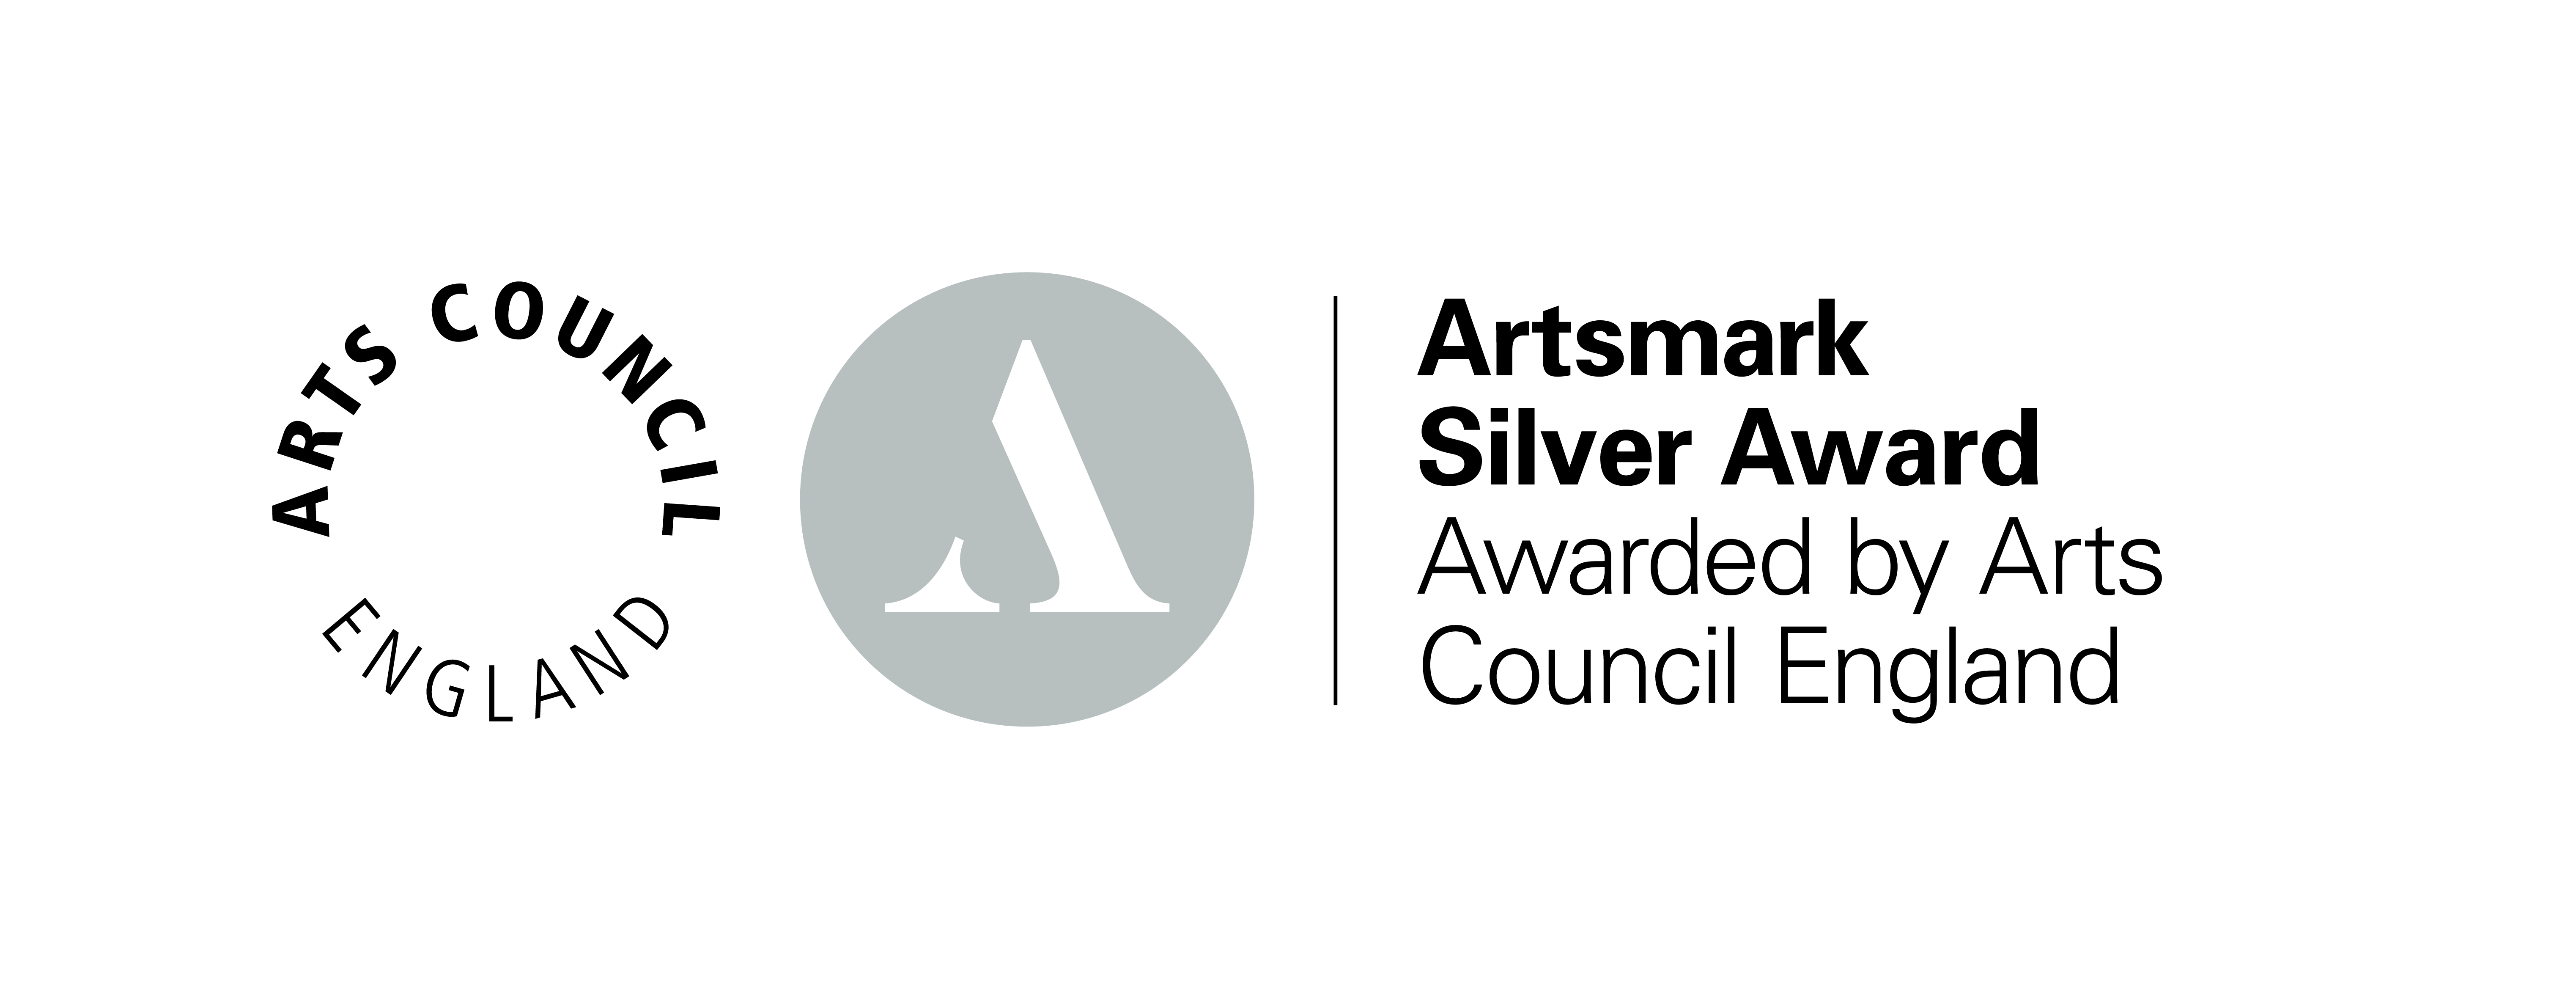 ARTS COUNCIL
ENGLAND
A
Artsmark
Silver Award
Awarded by Arts
Council England